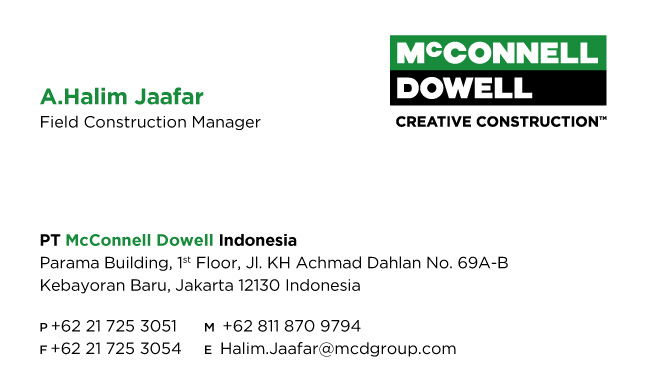 McCONNELL
DOWELL
CREATIVE CONSTRUCTION™
A.Halim Jaafar
Field Construction Manager
PT McConnell Dowell Indonesia
Parama Building, 1st Floor, Jl. KH Achmad Dahlan No. 69A-B
Kebayoran Baru, Jakarta 12130 Indonesia
P +62 21 725 3051 M +62 811 870 9794
F +62 21 725 3054 E Halim.Jaafar@mcdgroup.com